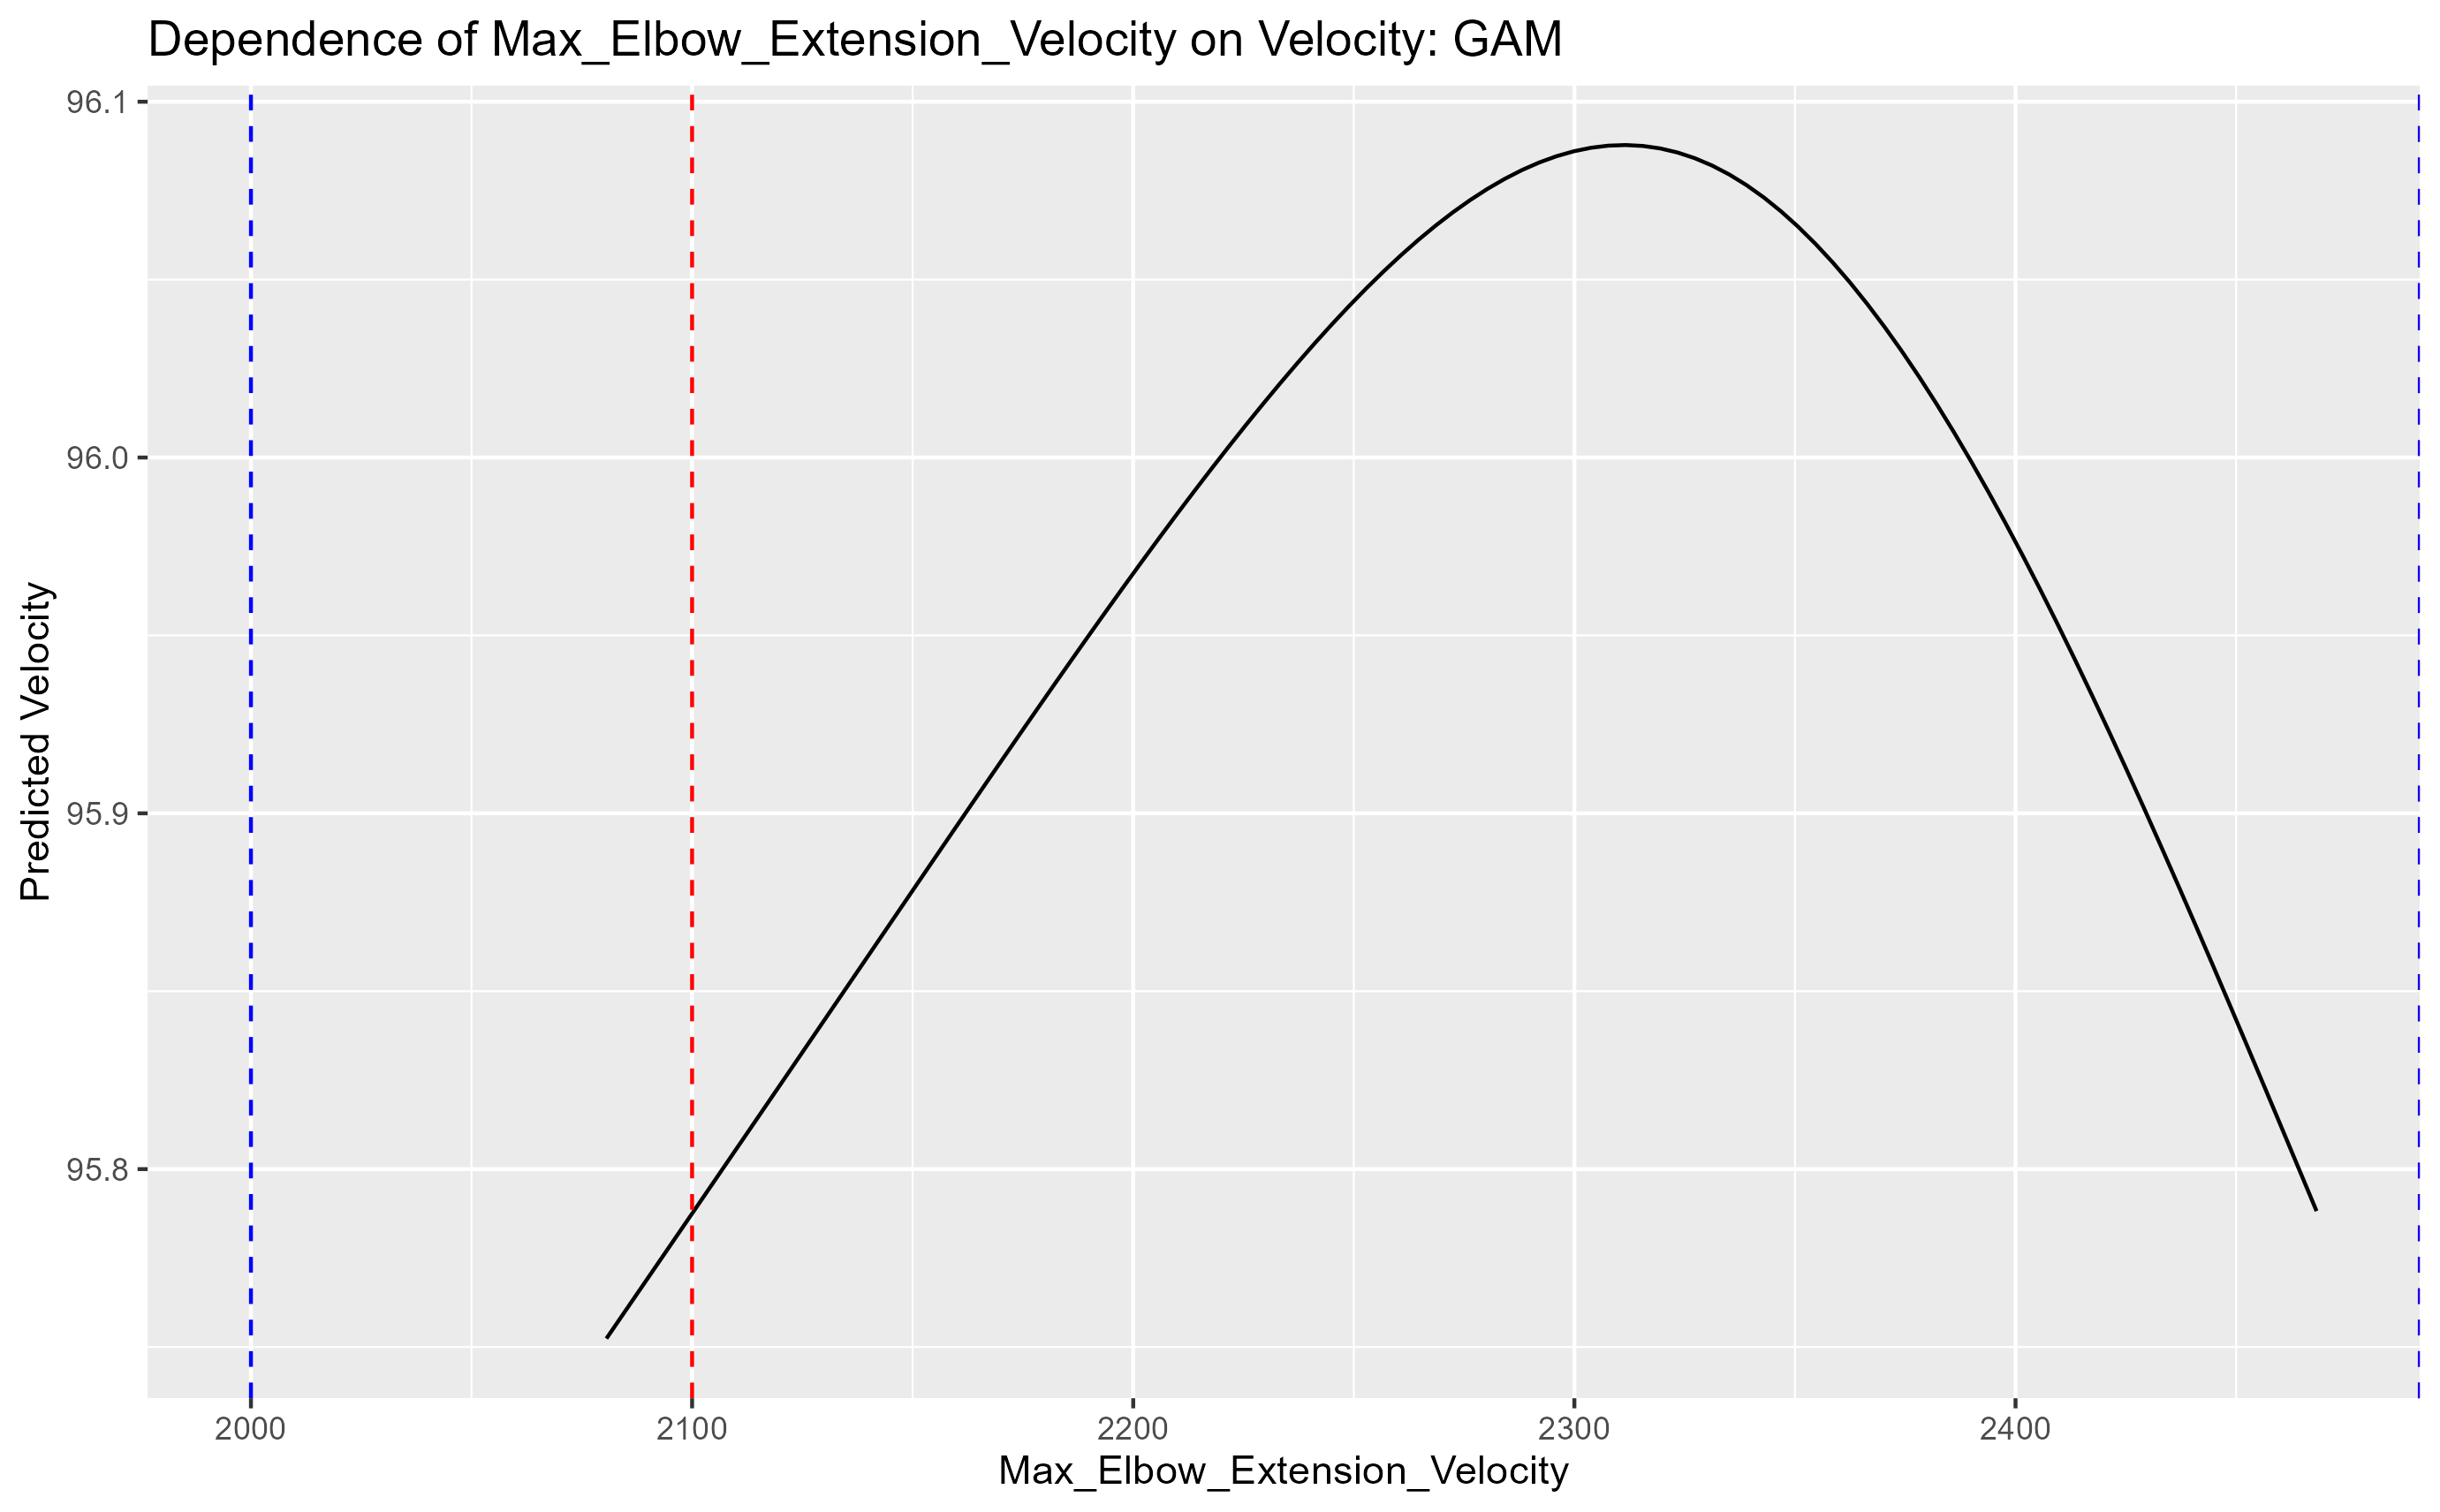 Dependence of Max_Elbow_Extension_Velocity on Velocity: GAM
96.1
96.0
95.9
95.8
Predicted Velocity
2000 2100 2200 2300 2400
Max_Elbow_Extension_Velocity